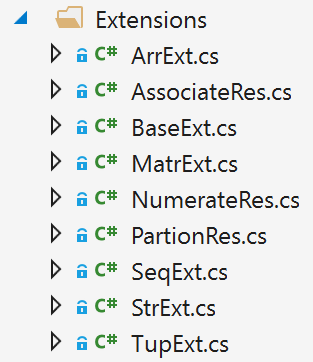 Extensions
C# ArrExt.cs
C# AssociateRes.cs
C# BaseExt.cs
C# MatrExt.cs
C# NumerateRes.cs
C# PartionRes.cs
C# SeqExt.cs
C# StrExt.cs
C# TupExt.cs